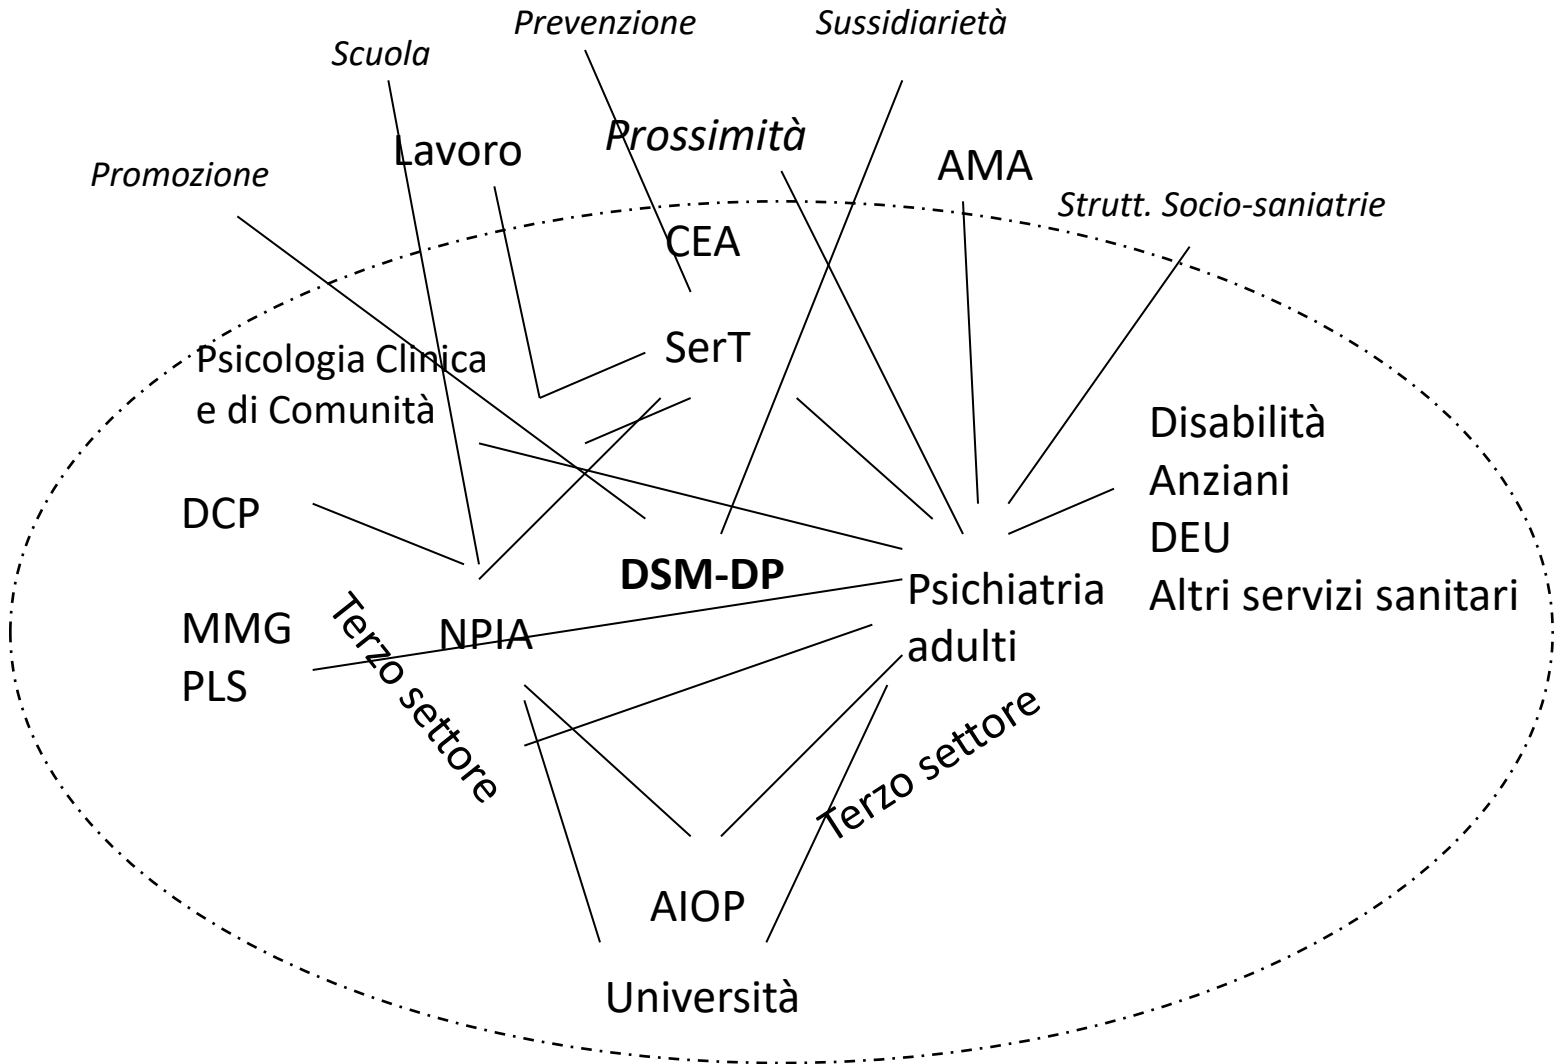 Prevenzione
Sussidiarietà
Scuola
Lavoro
Prossimità
AMA
Promozione
Strutt. Socio-saniatrie
CEA
SerT
Psicologia Clinica
e di Comunità
Disabilità
Anziani
DEU
Altri servizi sanitari
DCP
DSM-DP
Psichiatria
adulti
MMG
PLS
NPIA
Terzo settore
Terzo settore
AIOP
Università